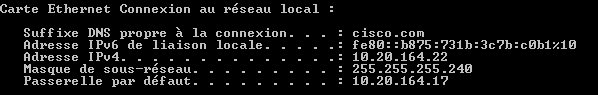 Carte Ethernet Connexion au réseau local :
Suffixe DNS propre à la connexion. . . : cisco.com
Adresse IPv6 de liaison locale. . . . .: fe80::b875:731b:3c7b:c0b1%10
Adresse IPv4. . . . . . . . . . . . . .: 10.20.164.22
Masque de sous-réseau. . . . . . . . . : 255.255.255.240
Passerelle par défaut. . . . . . . . . : 10.20.164.17